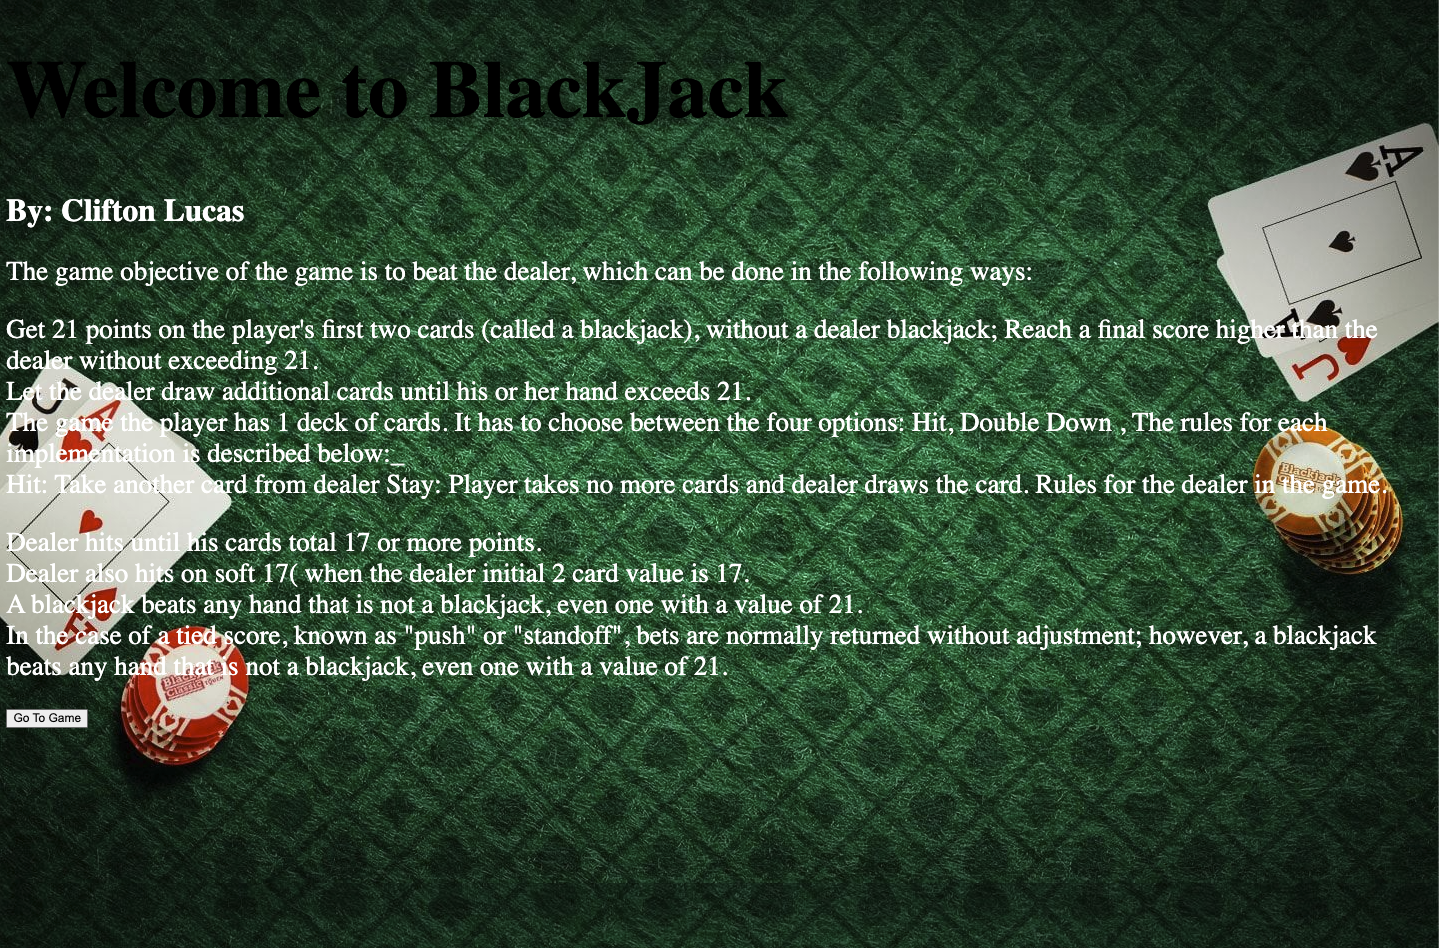 Welcome to BlackJack
By: Clifton Lucas
The game objective of the game is to beat the dealer, which can be done in the following ways:
Get 21 points on the player's first two cards (called a blackjack), without a dealer blackjack; Reach a final score higher than the
dealer without exceeding 21.
Let the dealer draw additional cards until his or her hand exceeds 21.
The game the player has 1 deck of cards. It has to choose between the four options: Hit, Double Down , The rules for each
implementation is described below:_
Hit: Take another card from dealer Stay: Player takes no more cards and dealer draws the card. Rules for the dealer in the game.
Dealer hits until his cards total 17 or more points.
Dealer also hits on soft 17( when the dealer initial 2 card value is 17.
A blackjack beats any hand that is not a blackjack, even one with a value of 21.
In the case of a tied score, known as "push" or "standoff", bets are normally returned without adjustment; however, a blackjack
beats any hand that is not a blackjack, even one with a value of 21.
Go To Game
A
A
J
A
A
Blackjack
Classic